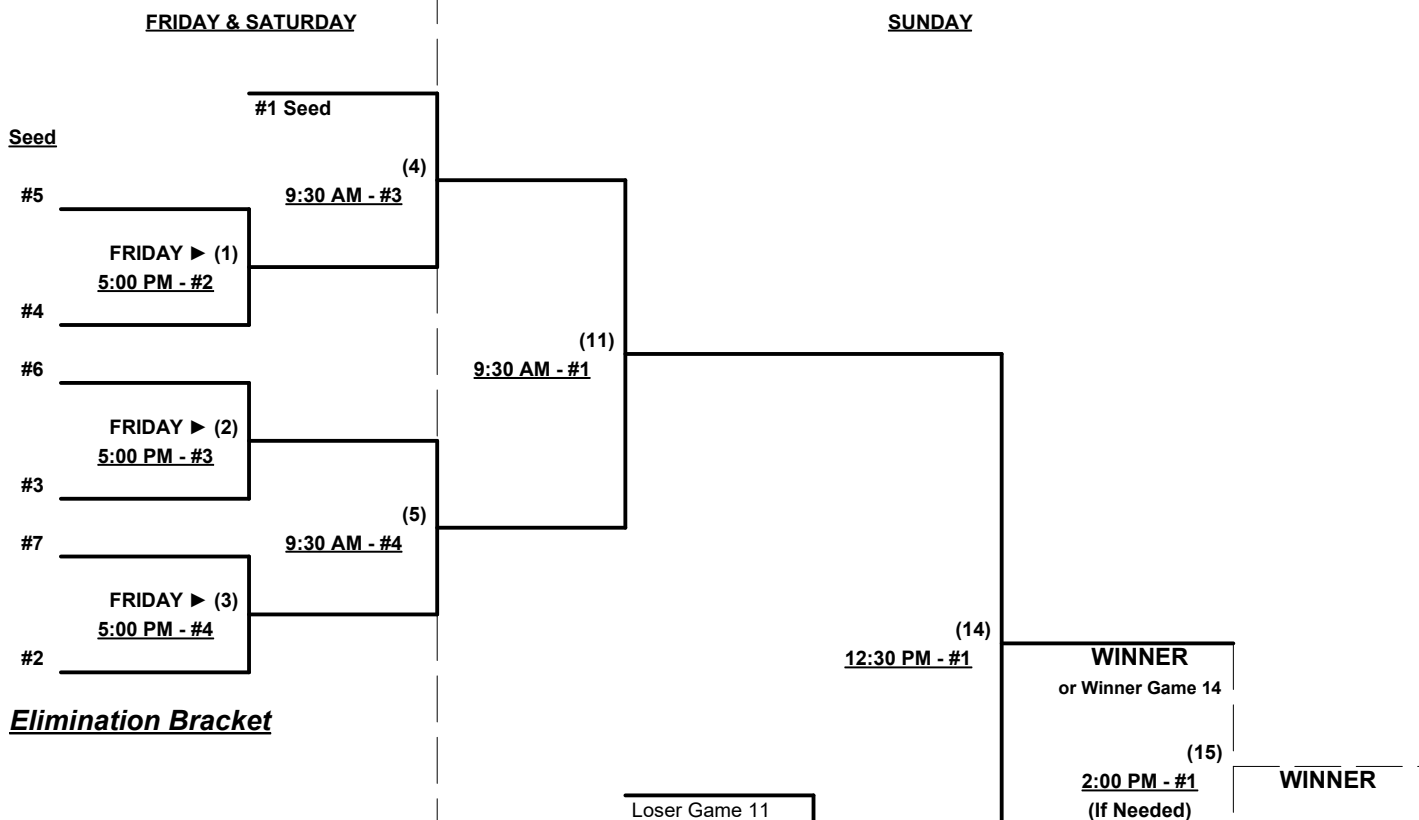 FRIDAY & SATURDAY
SUNDAY
#1 Seed
Seed
(4)
#5
9:30 AM - #3
FRIDAY ► (1)
5:00 PM - #2
#4
(11)
#6
9:30 AM - #1
FRIDAY ► (2)
5:00 PM - #3
#3
(5)
#7
9:30 AM - #4
FRIDAY ► (3)
5:00 PM - #4
(14)
#2
12:30 PM - #1
WINNER
or Winner Game 14
Elimination Bracket
(15)
2:00 PM - #1
WINNER
Loser Game 11
(If Needed)